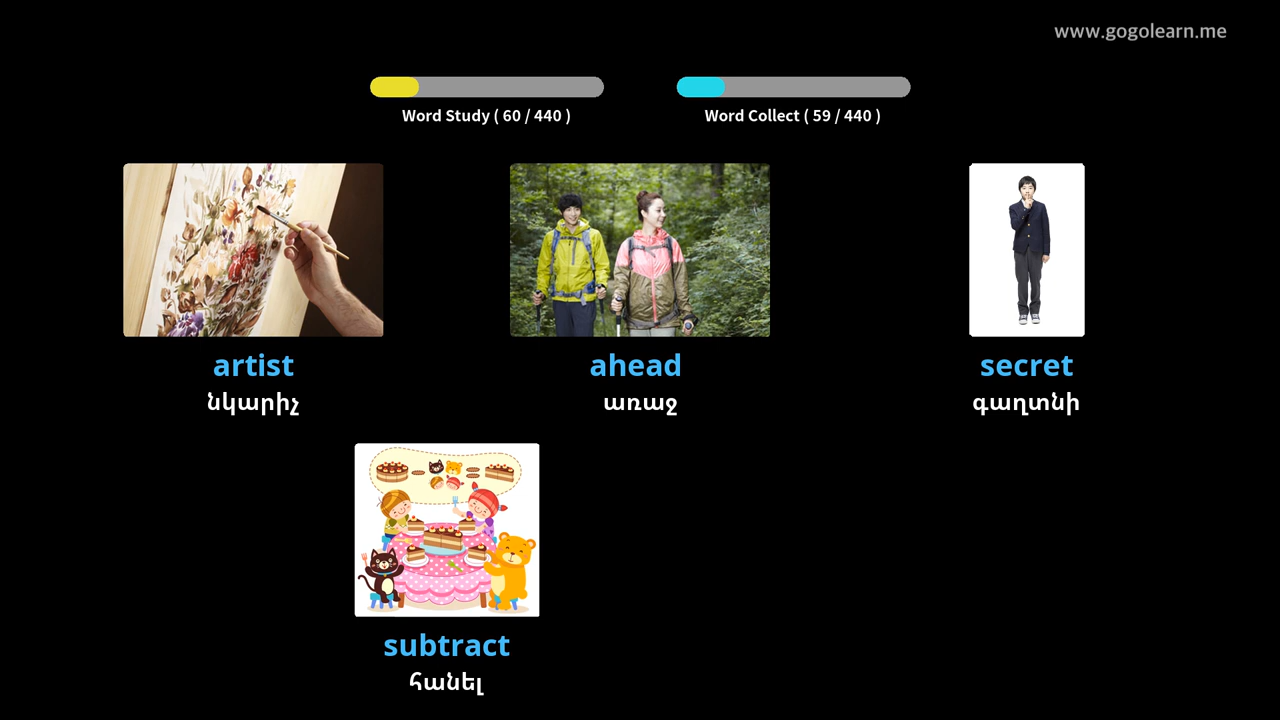 www.gogolearn.me
Word Study ( 60 / 440 )
Word Collect ( 59 / 440 )
artist
նկարիչ
ahead
առաջ
secret
գաղտնի
subtract
հանել